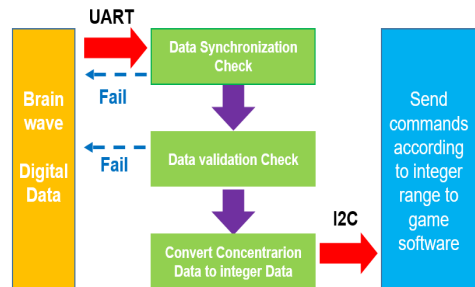 UART
Data Synchronization
Check
Fail
Brain
wave
Digital
Data
Data validation Check
Fail
Convert Concentrarion
Data to integer Data
I2C
Send
commands
according
to integer
range to
game
software